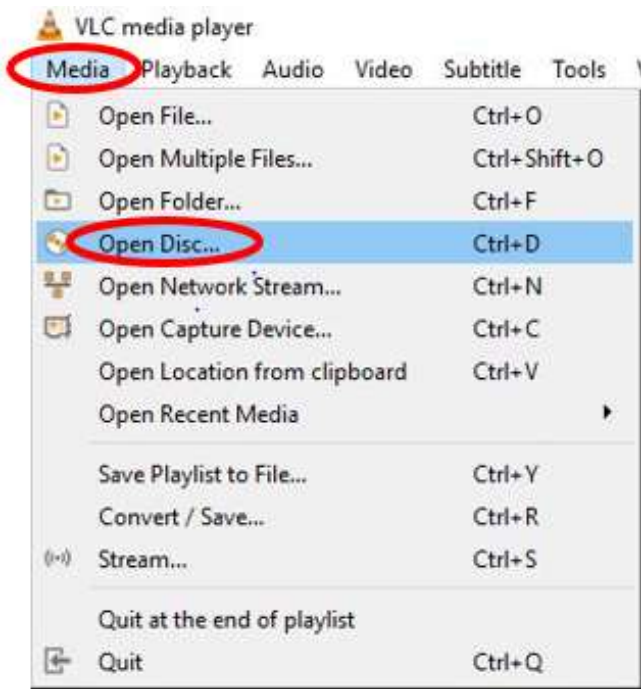 VLC media player
Media Playback Audio Video Subtitle Tools
Open File... Ctrl+O
Open Multiple Files... Ctrl+Shift+O
Open Folder... Ctrl+F
Open Disc... Ctrl+D
Open Network Stream... Ctrl+N
Open Capture Device... Ctrl+C
Open Location from clipboard Ctrl+V
Open Recent Media
Save Playlist to File... Ctrl+Y
Convert / Save... Ctrl+R
Stream... Ctrl+S
Quit at the end of playlist
Quit Ctrl+Q